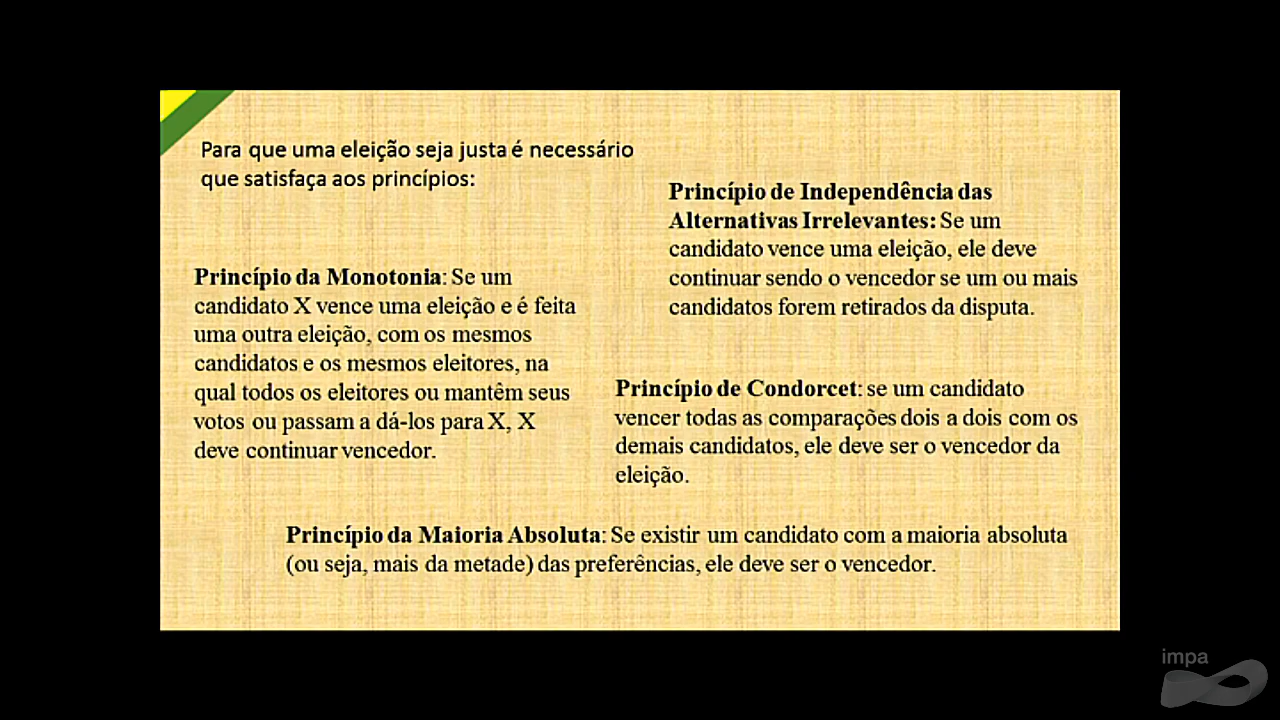 Para que uma eleição seja justa é necessário
que satisfaça aos princípios:
Princípio da Monotonia: Se um
candidato X vence uma eleição e é feita
uma outra eleição, com os mesmos
candidatos e os mesmos eleitores, na
qual todos os eleitores ou mantêm seus
votos ou passam a dá-los para X, X
deve continuar vencedor.
Princípio de Independência das
Alternativas Irrelevantes: Se um
candidato vence uma eleição, ele deve
continuar sendo o vencedor se um ou mais
candidatos forem retirados da disputa.
Princípio de Condorcet: se um candidato
vencer todas as comparações dois a dois com os
demais candidatos, ele deve ser o vencedor da
eleição.
Princípio da Maioria Absoluta: Se existir um candidato com a maioria absoluta
(ou seja, mais da metade) das preferências, ele deve ser o vencedor.
impa